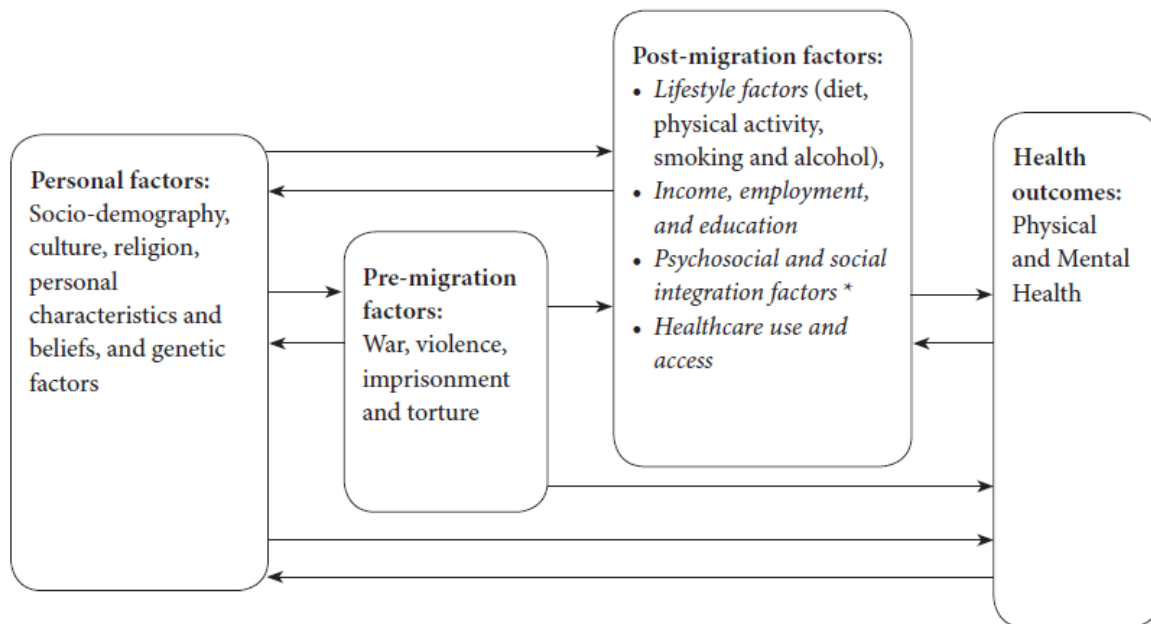 Personal factors:
Socio-demography,
culture, religion,
personal
characteristics and
beliefs, and genetic
factors
Pre-migration
factors:
War, violence,
imprisonment
and torture
Post-migration factors:
• Lifestyle factors (diet,
physical activity,
smoking and alcohol),
• Income, employment,
and education
• Psychosocial and social
integration factors *
• Healthcare use and
access
Health
outcomes:
Physical
and Mental
Health